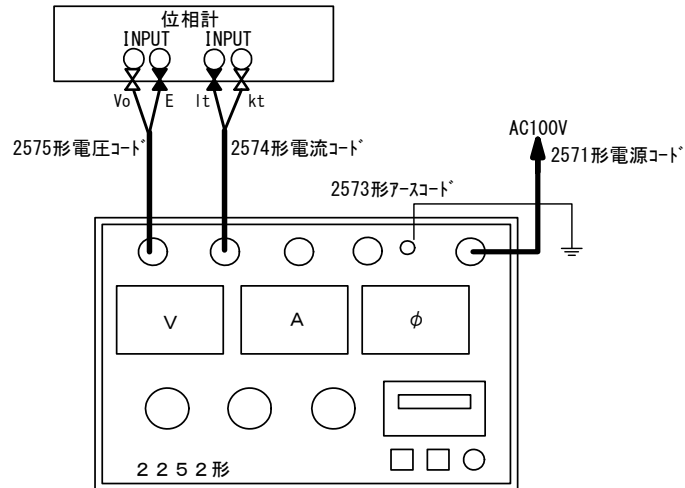 位相計
INPUT INPUT
Vo E It kt
2575形電圧コード 2574形電流コード
AC100V
2571形電源コード
2573形アースコード
V A φ
2252形